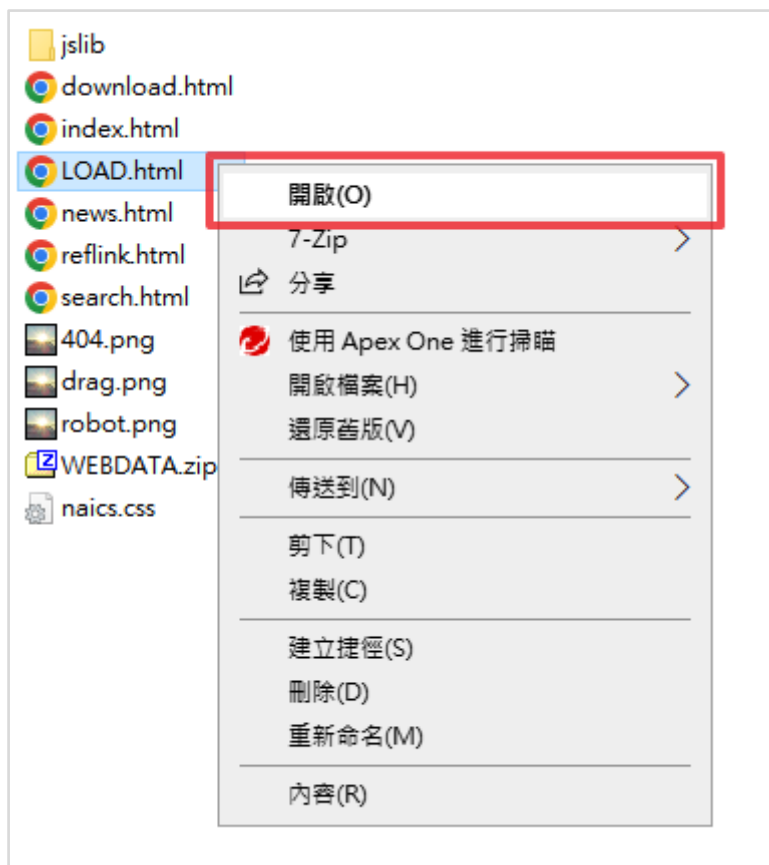 jslib
download.html
index.html
LOAD.html
news.html
reflink.html
search.html
404.png
drag.png
robot.png
WEBDATA.zip
naics.css
開啟(O)
7-Zip
分享
使用 Apex One 進行掃瞄
開啟檔案(H)
還原舊版(V)
傳送到(N)
剪下(T)
複製(C)
建立捷徑(S)
刪除(D)
重新命名(M)
內容(R)